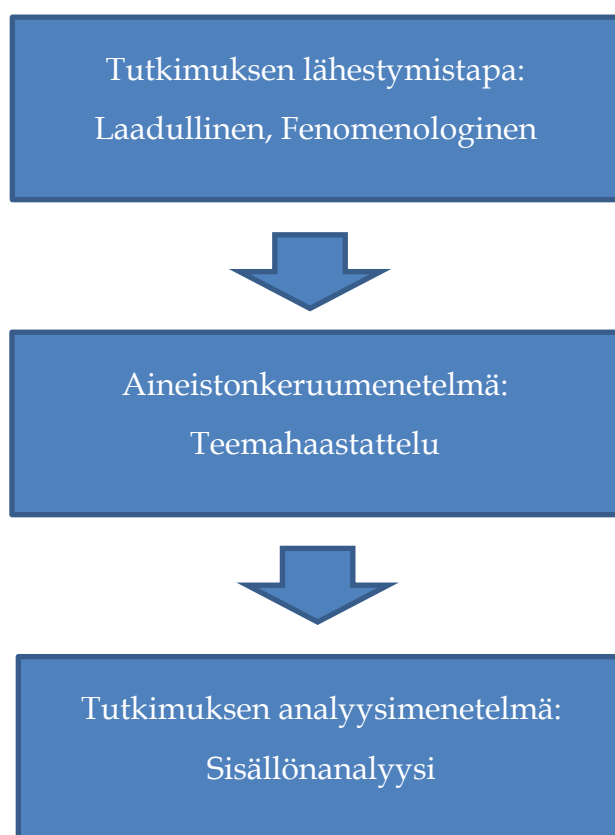 Tutkimuksen lähestymistapa:
Laadullinen, Fenomenologinen
Aineistonkeruumenetelmä:
Teemahaastattelu
Tutkimuksen analyysimenetelmä:
Sisällönanalyysi